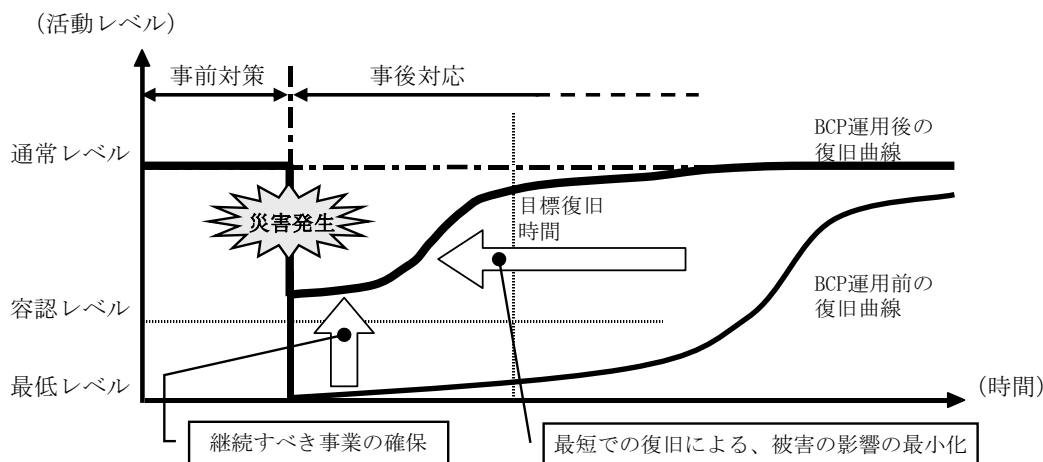 (活動レベル)
事前対策
事後対応
通常レベル
BCP運用後の
復旧曲線
災害発生
目標復旧
時間
BCP運用前の
復旧曲線
容認レベル
最低レベル
(時間)
継続すべき事業の確保
最短での復旧による、被害の影響の最小化